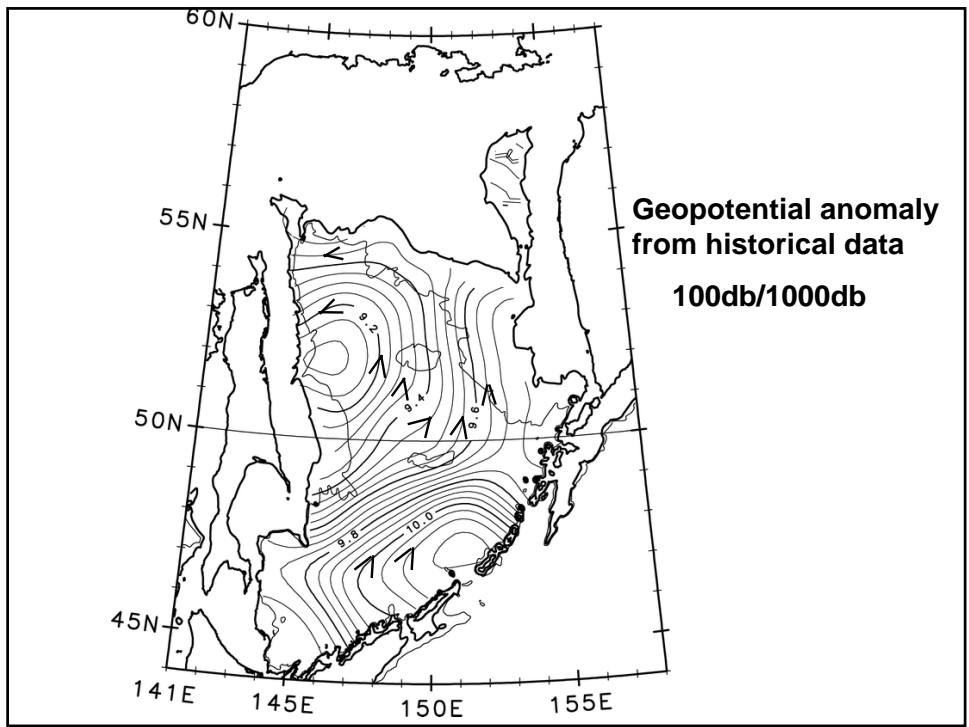 60N
55N
Geopotential anomaly
from historical data
100db/1000db
9.2
9.4
9.6
50N
10.0
9.8
45N
141E
145E
150E
155E